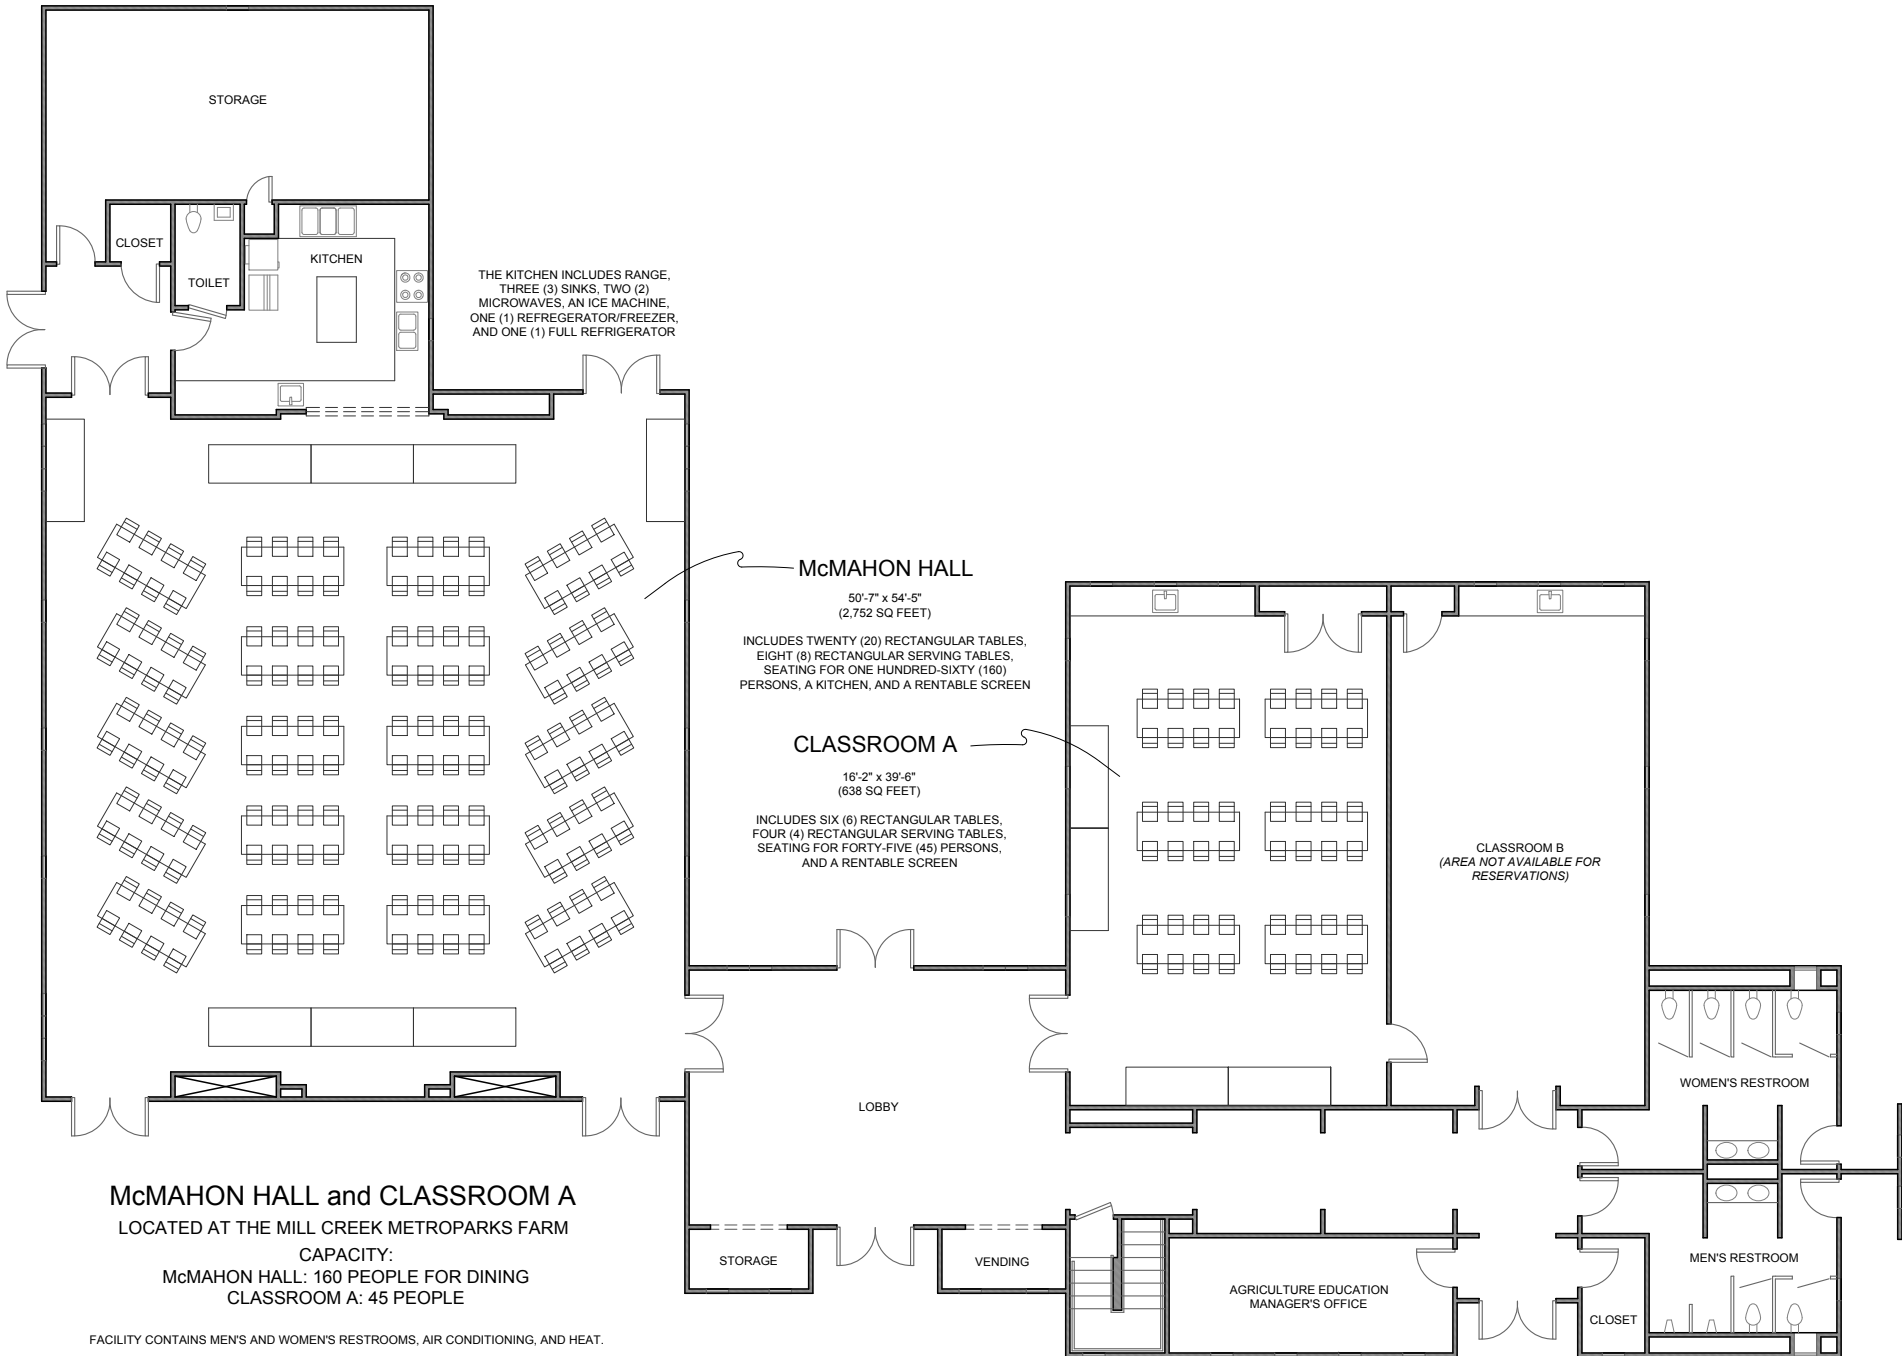 STORAGE
CLOSET
TOILET
KITCHEN
THE KITCHEN INCLUDES RANGE,
THREE (3) SINKS, TWO (2)
MICROWAVES, AN ICE MACHINE,
ONE (1) REFREGERATOR/FREEZER,
AND ONE (1) FULL REFRIGERATOR
McMAHON HALL
50'-7" x 54'-5"
(2,752 SQ FEET)
INCLUDES TWENTY (20) RECTANGULAR TABLES,
EIGHT (8) RECTANGULAR SERVING TABLES,
SEATING FOR ONE HUNDRED-SIXTY (160)
PERSONS, A KITCHEN, AND A RENTABLE SCREEN
CLASSROOM A
16'-2" x 39'-6"
(638 SQ FEET)
INCLUDES SIX (6) RECTANGULAR TABLES,
FOUR (4) RECTANGULAR SERVING TABLES,
SEATING FOR FORTY-FIVE (45) PERSONS,
AND A RENTABLE SCREEN
CLASSROOM B
(AREA NOT AVAILABLE FOR
RESERVATIONS)
WOMEN'S RESTROOM
LOBBY
MEN'S RESTROOM
STORAGE
VENDING
AGRICULTURE EDUCATION
MANAGER'S OFFICE
CLOSET
McMAHON HALL and CLASSROOM A
LOCATED AT THE MILL CREEK METROPARKS FARM
CAPACITY:
McMAHON HALL: 160 PEOPLE FOR DINING
CLASSROOM A: 45 PEOPLE
FACILITY CONTAINS MEN'S AND WOMEN'S RESTROOMS, AIR CONDITIONING, AND HEAT.